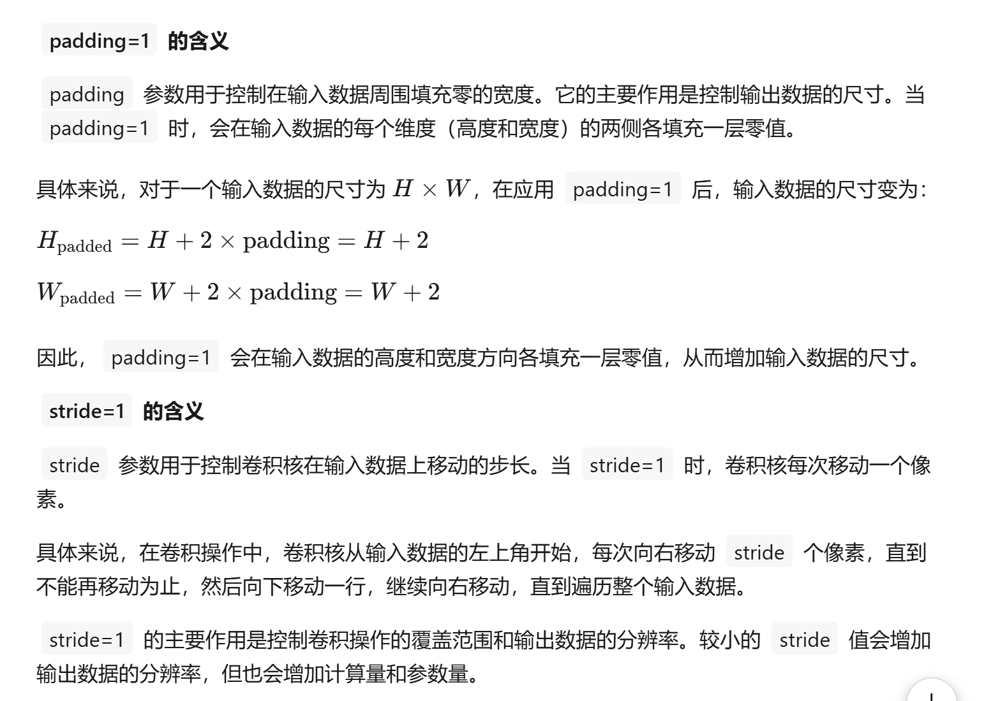 padding=1 的含义
padding 参数用于控制在输入数据周围填充零的宽度。它的主要作用是控制输出数据的尺寸。当
padding=1 时，会在输入数据的每个维度（高度和宽度）的两侧各填充一层零值。
具体来说，对于一个输入数据的尺寸为 H × W，在应用 padding=1 后，输入数据的尺寸变为：
H_padded = H + 2 × padding = H + 2
W_padded = W + 2 × padding = W + 2
因此， padding=1 会在输入数据的高度和宽度方向各填充一层零值，从而增加输入数据的尺寸。
stride=1 的含义
stride 参数用于控制卷积核在输入数据上移动的步长。当 stride=1 时，卷积核每次移动一个像
素。
具体来说，在卷积操作中，卷积核从输入数据的左上角开始，每次向右移动 stride 个像素，直到
不能再移动为止，然后向下移动一行，继续向右移动，直到遍历整个输入数据。
stride=1 的主要作用是控制卷积操作的覆盖范围和输出数据的分辨率。较小的 stride 值会增加
输出数据的分辨率，但也会增加计算量和参数量。